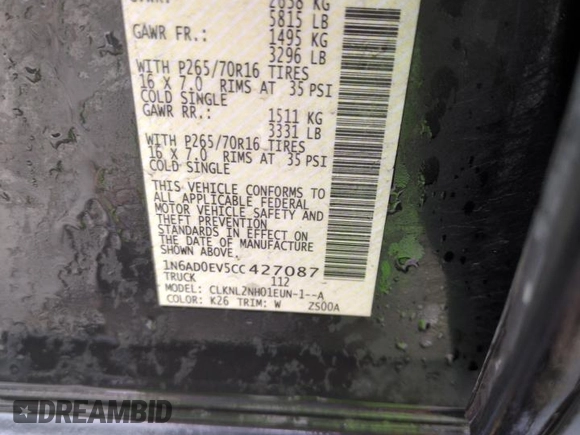 5815 LB
GAWR FR.: 1495 KG
3296 LB
WITH P265/70R16 TIRES
16 X 7.0 RIMS AT 35 PSI
COLD SINGLE
GAWR RR.: 1511 KG
3331 LB
WITH P265/70R16 TIRES
16 X 7.0 RIMS AT 35 PSI
COLD SINGLE
THIS VEHICLE CONFORMS TO
ALL APPLICABLE FEDERAL
MOTOR VEHICLE SAFETY AND
THEFT PREVENTION
STANDARDS IN EFFECT ON
THE DATE OF MANUFACTURE
SHOWN ABOVE.
1N6AD0EV5CC427087
TRUCK 112
MODEL: CLKNL2NH01EUN-1--A
COLOR: K26 TRIM: W ZS00A
DREAMBID